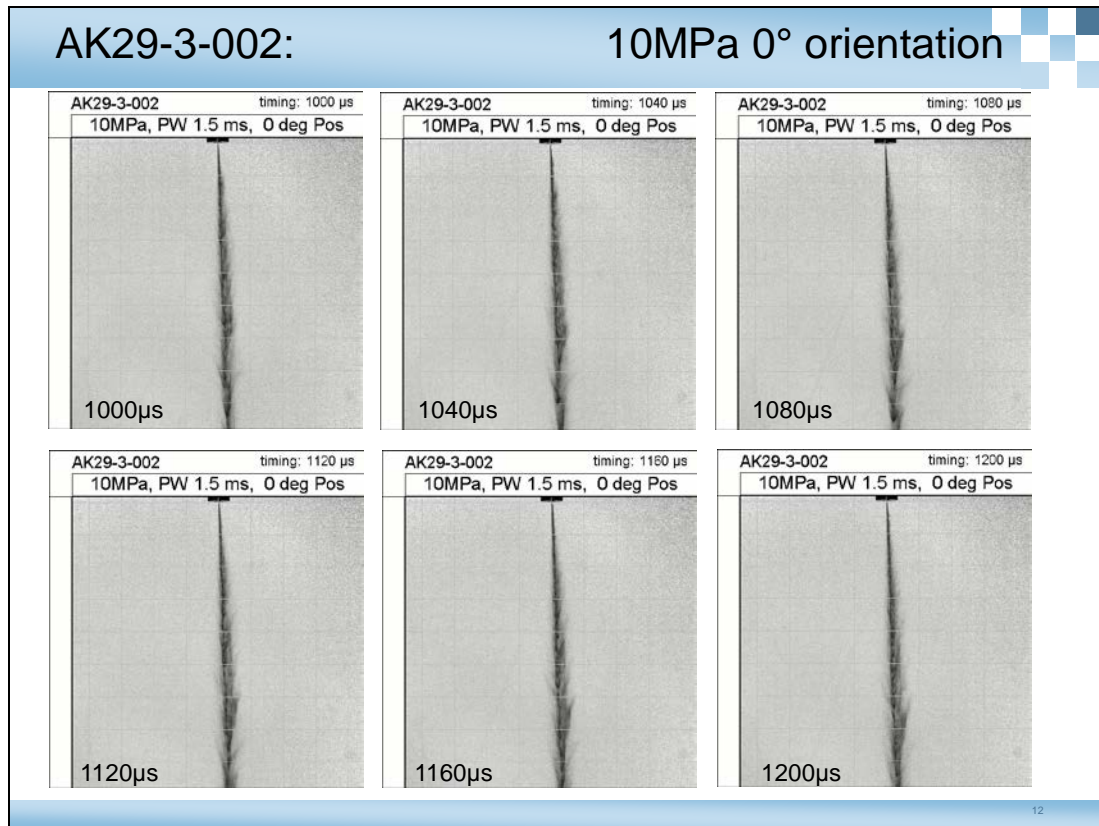 AK29-3-002: 10MPa 0° orientation
AK29-3-002 timing: 1000 µs
10MPa, PW 1.5 ms, 0 deg Pos
1000µs
AK29-3-002 timing: 1040 µs
10MPa, PW 1.5 ms, 0 deg Pos
1040µs
AK29-3-002 timing: 1080 µs
10MPa, PW 1.5 ms, 0 deg Pos
1080µs
AK29-3-002 timing: 1120 µs
10MPa, PW 1.5 ms, 0 deg Pos
1120µs
AK29-3-002 timing: 1160 µs
10MPa, PW 1.5 ms, 0 deg Pos
1160µs
AK29-3-002 timing: 1200 µs
10MPa, PW 1.5 ms, 0 deg Pos
1200µs
12